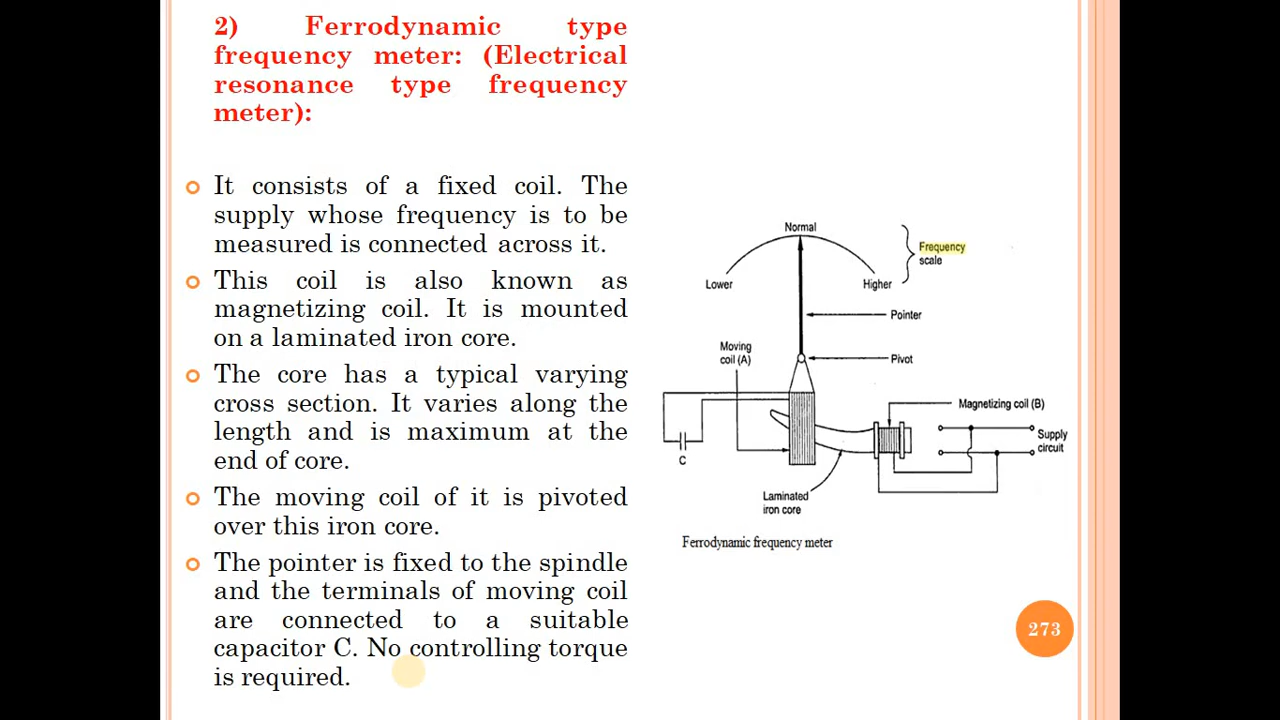 2) Ferrodynamic type
frequency meter: (Electrical
resonance type frequency
meter):
It consists of a fixed coil. The
supply whose frequency is to be
measured is connected across it.
This coil is also known as
magnetizing coil. It is mounted
on a laminated iron core.
The core has a typical varying
cross section. It varies along the
length and is maximum at the
end of core.
The moving coil of it is pivoted
over this iron core.
The pointer is fixed to the spindle
and the terminals of moving coil
are connected to a suitable
capacitor C. No controlling torque
is required.
Normal
Frequency
scale
Lower
Higher
Pointer
Moving
coil (A)
Pivot
Magnetizing coil (B)
Supply
circuit
C
Laminated
iron core
Ferrodynamic frequency meter
273